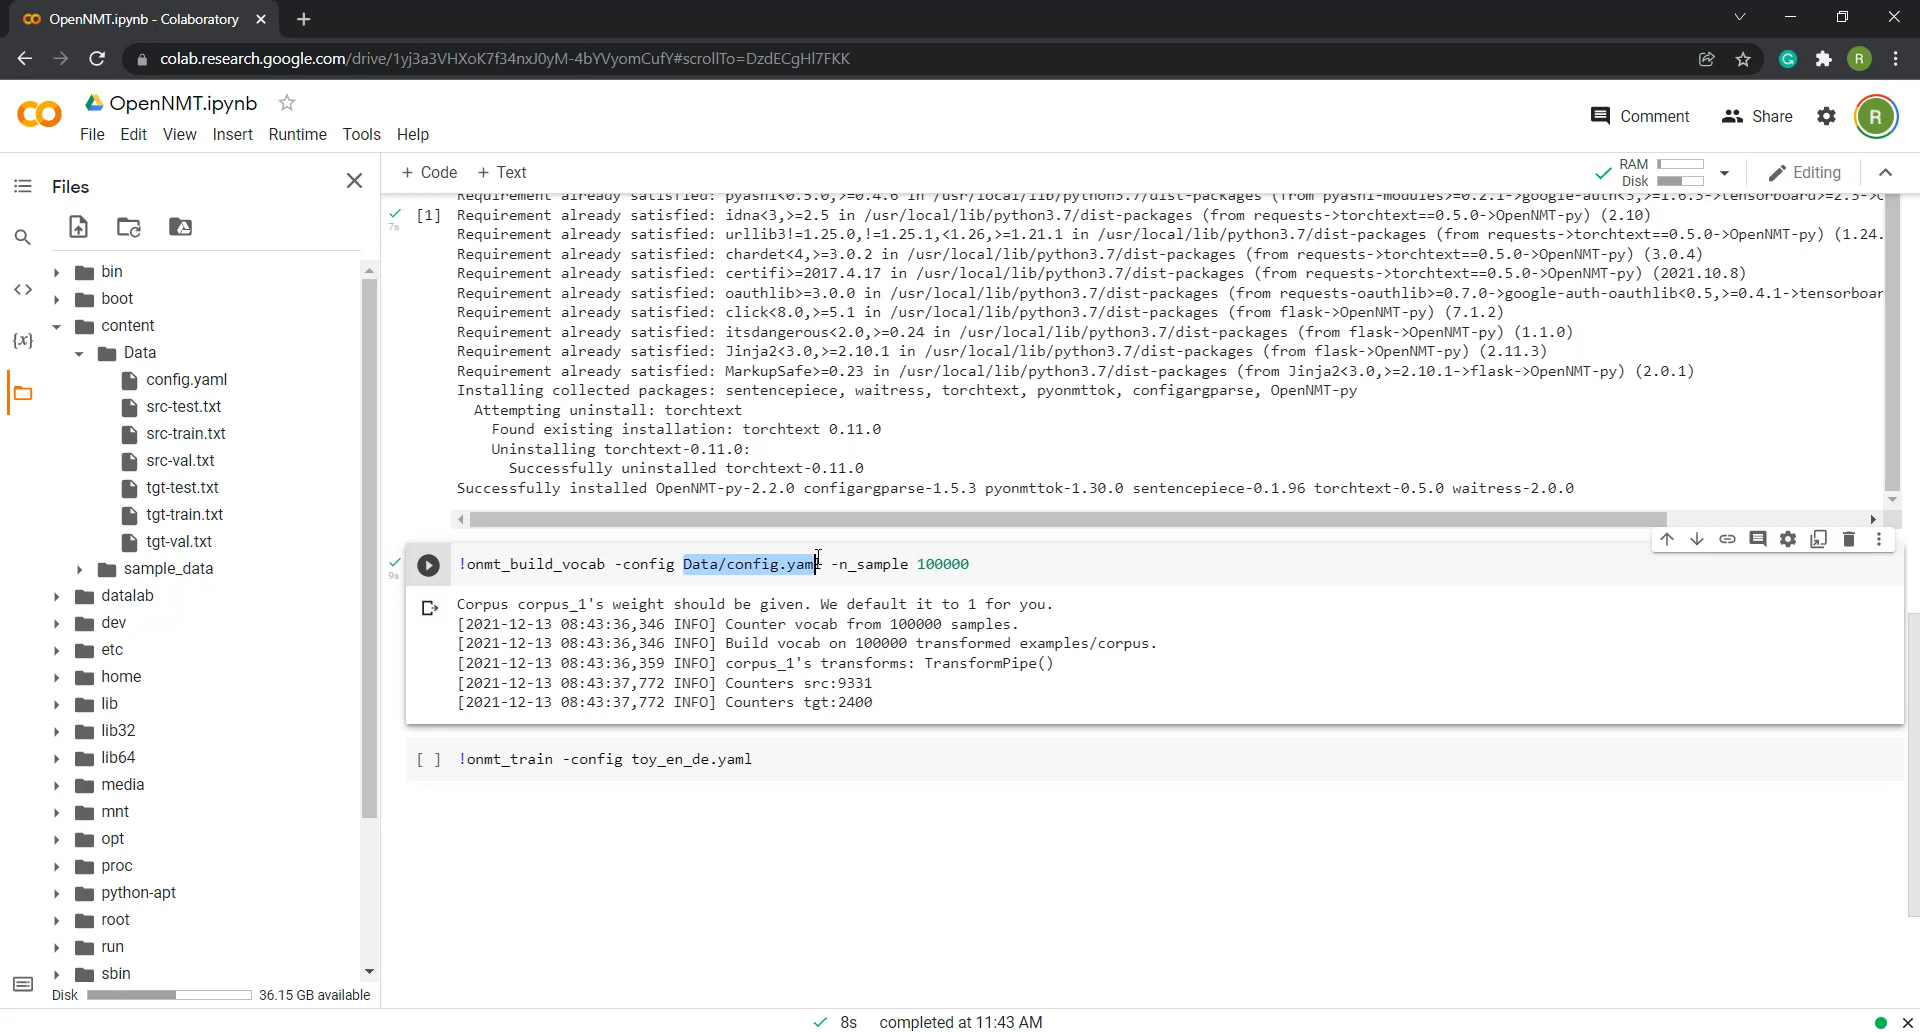 OpenNMT.ipynb - Colaboratory
colab.research.google.com/drive/1yj3a3VHXoK7f34nxJ0yM-4bYVyomCufY#scrollTo=DzdECgHl7FKK
G
R
OpenNMT.ipynb
File Edit View Insert Runtime Tools Help
Comment Share
R
Files
+ Code + Text
RAM
Disk
Editing
bin
boot
content
Data
config.yaml
src-test.txt
src-train.txt
src-val.txt
tgt-test.txt
tgt-train.txt
tgt-val.txt
sample_data
datalab
dev
etc
home
lib
lib32
lib64
media
mnt
opt
proc
python-apt
root
run
sbin
Disk 36.15 GB available
{x}
[1]
7s
Requirement already satisfied: idna<3,>=2.5 in /usr/local/lib/python3.7/dist-packages (from requests->torchtext==0.5.0->OpenNMT-py) (2.10)
Requirement already satisfied: urllib3!=1.25.0,!=1.25.1,<1.26,>=1.21.1 in /usr/local/lib/python3.7/dist-packages (from requests->torchtext==0.5.0->OpenNMT-py) (1.24.
Requirement already satisfied: chardet<4,>=3.0.2 in /usr/local/lib/python3.7/dist-packages (from requests->torchtext==0.5.0->OpenNMT-py) (3.0.4)
Requirement already satisfied: certifi>=2017.4.17 in /usr/local/lib/python3.7/dist-packages (from requests->torchtext==0.5.0->OpenNMT-py) (2021.10.8)
Requirement already satisfied: oauthlib>=3.0.0 in /usr/local/lib/python3.7/dist-packages (from requests-oauthlib>=0.7.0->google-auth-oauthlib<0.5,>=0.4.1->tensorboar
Requirement already satisfied: click<8.0,>=5.1 in /usr/local/lib/python3.7/dist-packages (from flask->OpenNMT-py) (7.1.2)
Requirement already satisfied: itsdangerous<2.0,>=0.24 in /usr/local/lib/python3.7/dist-packages (from flask->OpenNMT-py) (1.1.0)
Requirement already satisfied: Jinja2<3.0,>=2.10.1 in /usr/local/lib/python3.7/dist-packages (from flask->OpenNMT-py) (2.11.3)
Requirement already satisfied: MarkupSafe>=0.23 in /usr/local/lib/python3.7/dist-packages (from Jinja2<3.0,>=2.10.1->flask->OpenNMT-py) (2.0.1)
Installing collected packages: sentencepiece, waitress, torchtext, pyonmttok, configargparse, OpenNMT-py
Attempting uninstall: torchtext
Found existing installation: torchtext 0.11.0
Uninstalling torchtext-0.11.0:
Successfully uninstalled torchtext-0.11.0
Successfully installed OpenNMT-py-2.2.0 configargparse-1.5.3 pyonmttok-1.30.0 sentencepiece-0.1.96 torchtext-0.5.0 waitress-2.0.0
9s
!onmt_build_vocab -config Data/config.yaml -n_sample 100000
Corpus corpus_1's weight should be given. We default it to 1 for you.
[2021-12-13 08:43:36,346 INFO] Counter vocab from 100000 samples.
[2021-12-13 08:43:36,346 INFO] Build vocab on 100000 transformed examples/corpus.
[2021-12-13 08:43:36,359 INFO] corpus_1's transforms: TransformPipe()
[2021-12-13 08:43:37,772 INFO] Counters src:9331
[2021-12-13 08:43:37,772 INFO] Counters tgt:2400
[ ] !onmt_train -config toy_en_de.yaml
8s completed at 11:43 AM